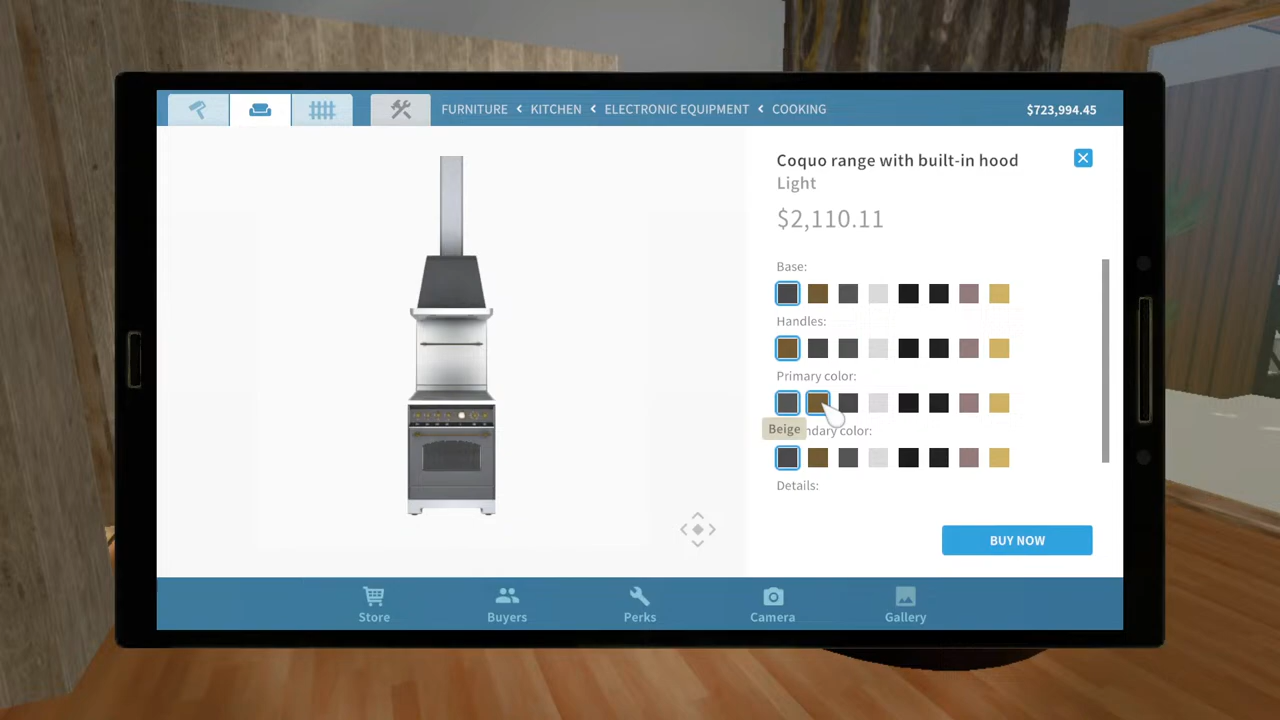 FURNITURE < KITCHEN < ELECTRONIC EQUIPMENT < COOKING
$723,994.45
Coquo range with built-in hood
Light
$2,110.11
Base:
Handles:
Primary color:
Beige
ndary color:
Details:
BUY NOW
Store
Buyers
Perks
Camera
Gallery